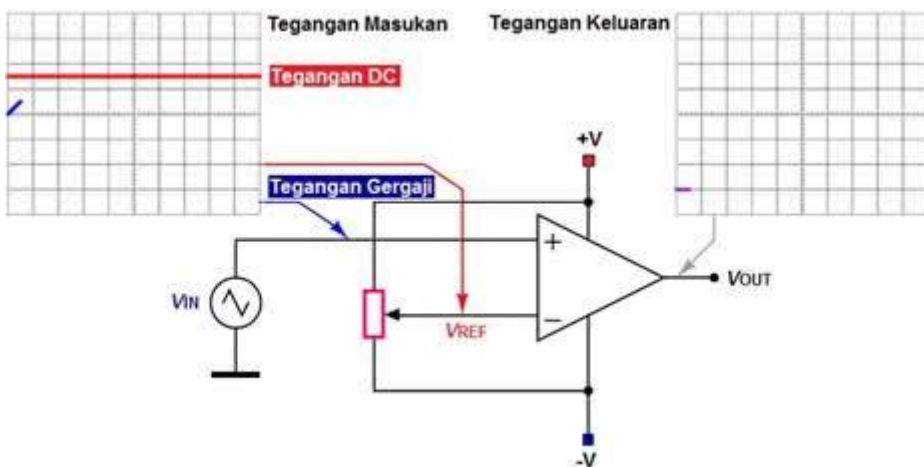 Tegangan Masukan
Tegangan Keluaran
Tegangan DC
+V
Tegangan Gergaji
+
VOUT
VIN
−
VREF
-V